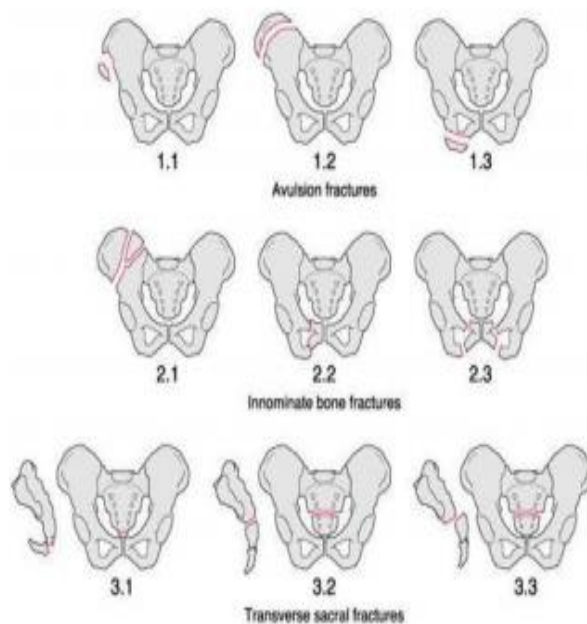 1.1 1.2 1.3
Avulsion fractures
2.1 2.2 2.3
Innominate bone fractures
3.1 3.2 3.3
Transverse sacral fractures